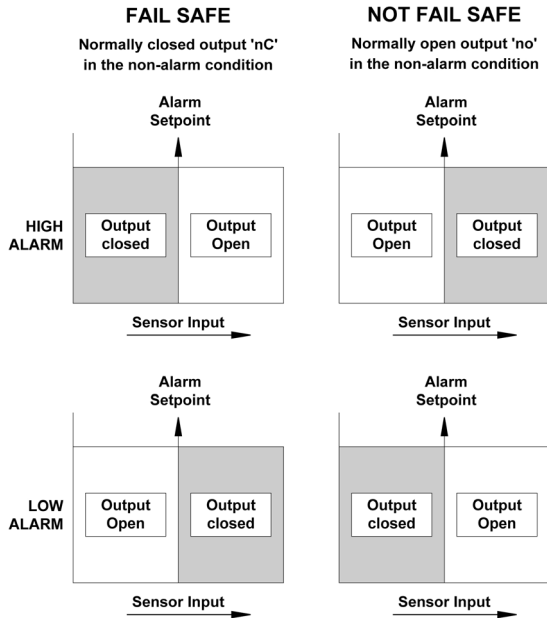 FAIL SAFE
Normally closed output 'nC'
in the non-alarm condition
NOT FAIL SAFE
Normally open output 'no'
in the non-alarm condition
Alarm
Setpoint
Alarm
Setpoint
HIGH
ALARM
Output
closed
Output
Open
Output
Open
Output
closed
Sensor Input
Sensor Input
Alarm
Setpoint
Alarm
Setpoint
LOW
ALARM
Output
Open
Output
closed
Output
closed
Output
Open
Sensor Input
Sensor Input